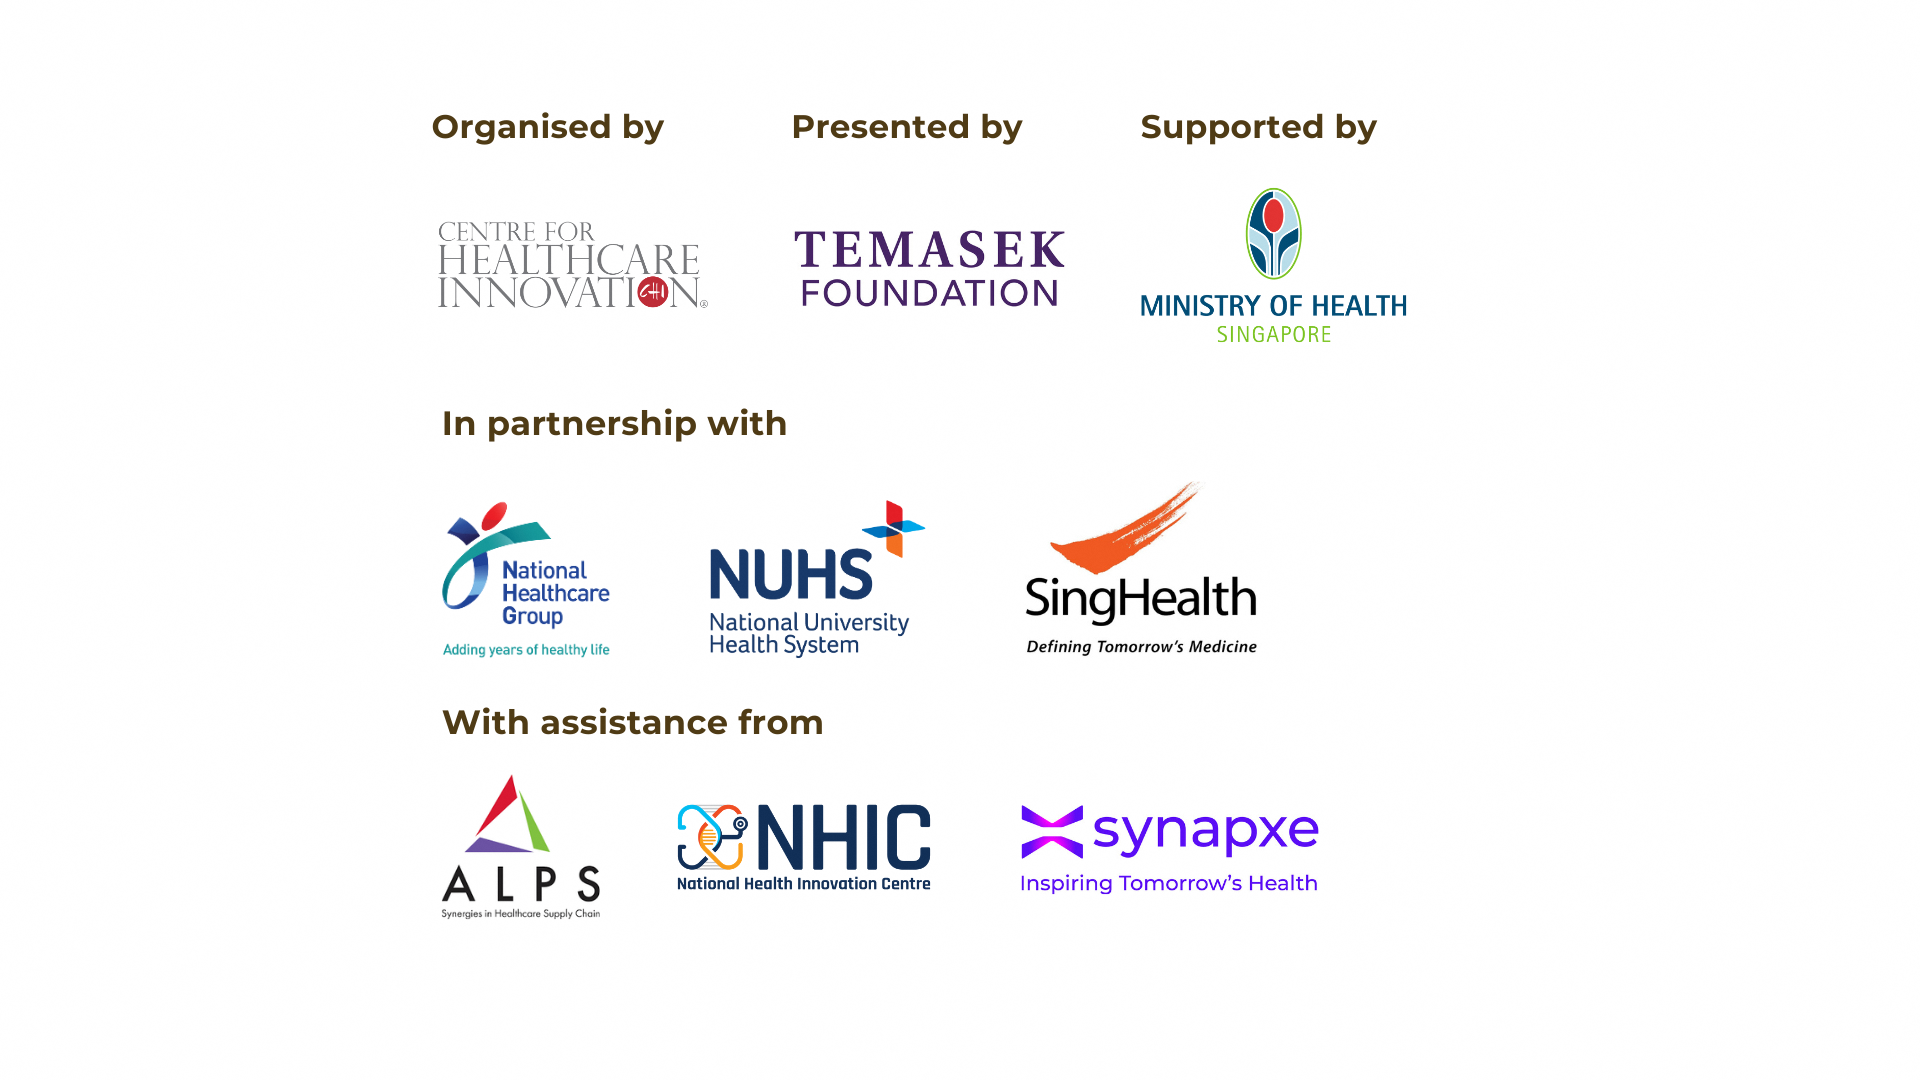 Organised by
Presented by
Supported by
CENTRE FOR
HEALTHCARE
INNOVATION®
CHI
TEMASEK
FOUNDATION
MINISTRY OF HEALTH
SINGAPORE
In partnership with
National
Healthcare
Group
Adding years of healthy life
NUHS
National University
Health System
SingHealth
Defining Tomorrow's Medicine
With assistance from
ALPS
Synergies in Healthcare Supply Chain
NHIC
National Health Innovation Centre
synapxe
Inspiring Tomorrow's Health